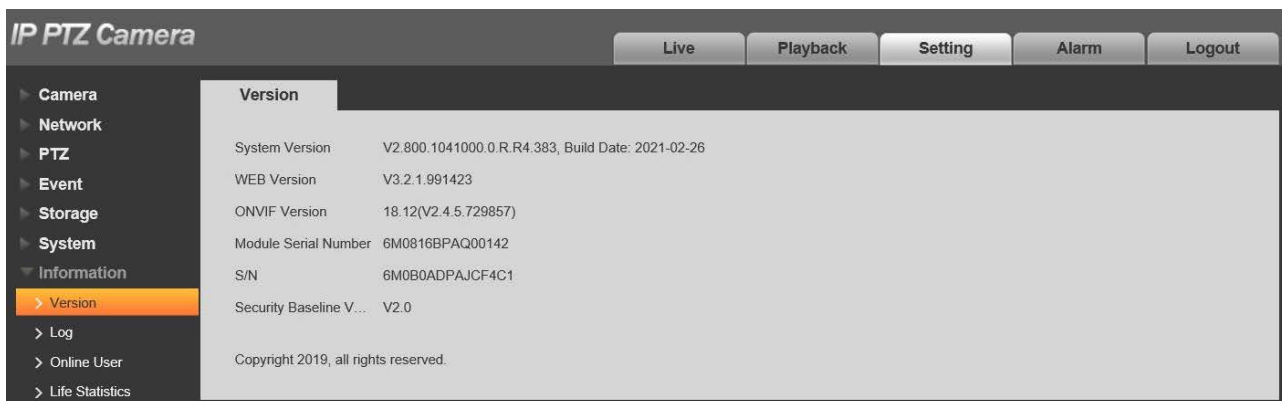 IP PTZ Camera
Live Playback Setting Alarm Logout
Camera
Network
PTZ
Event
Storage
System
Information
Version
Log
Online User
Life Statistics
Version
System Version V2.800.1041000.0.R.R4.383, Build Date: 2021-02-26
WEB Version V3.2.1.991423
ONVIF Version 18.12(V2.4.5.729857)
Module Serial Number 6M0816BPAQ00142
S/N 6M0B0ADPAJCF4C1
Security Baseline V... V2.0
Copyright 2019, all rights reserved.